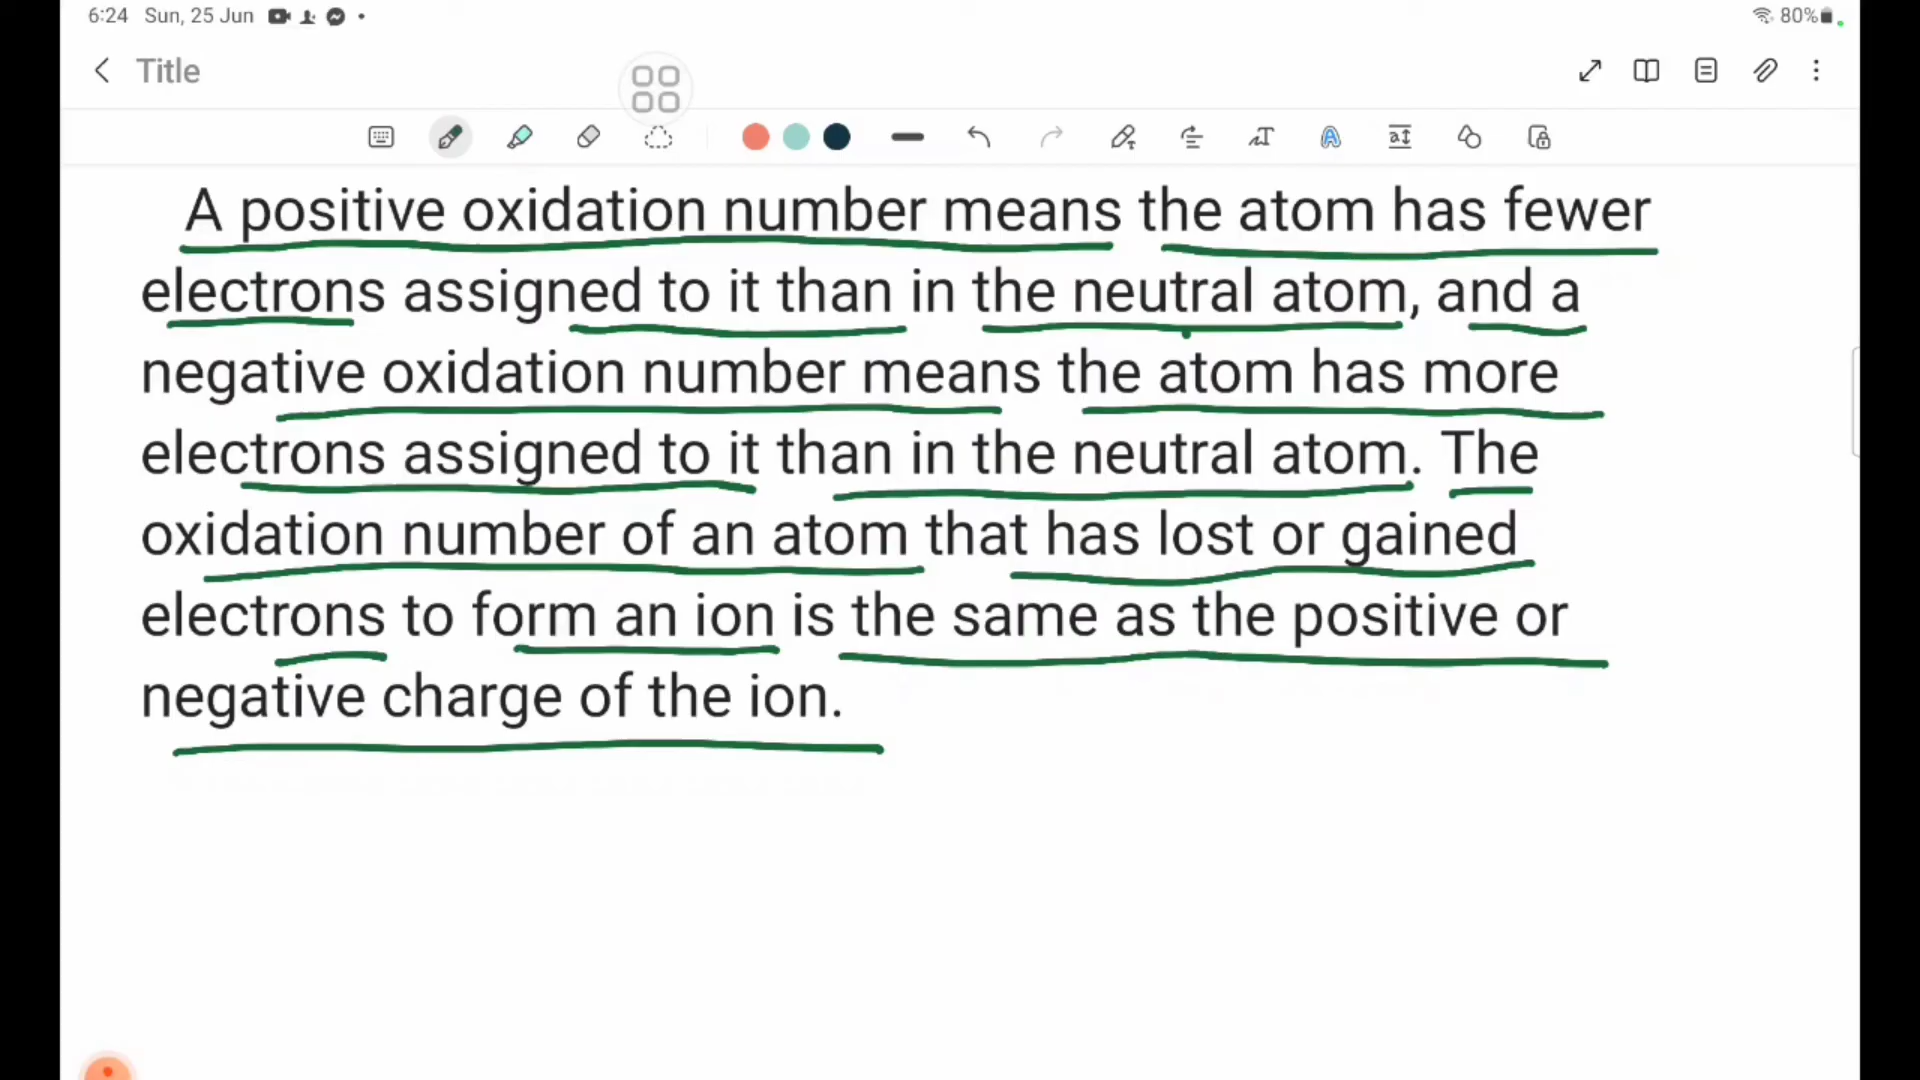 6:24 Sun, 25 Jun
80%
Title
A positive oxidation number means the atom has fewer
electrons assigned to it than in the neutral atom, and a
negative oxidation number means the atom has more
electrons assigned to it than in the neutral atom. The
oxidation number of an atom that has lost or gained
electrons to form an ion is the same as the positive or
negative charge of the ion.